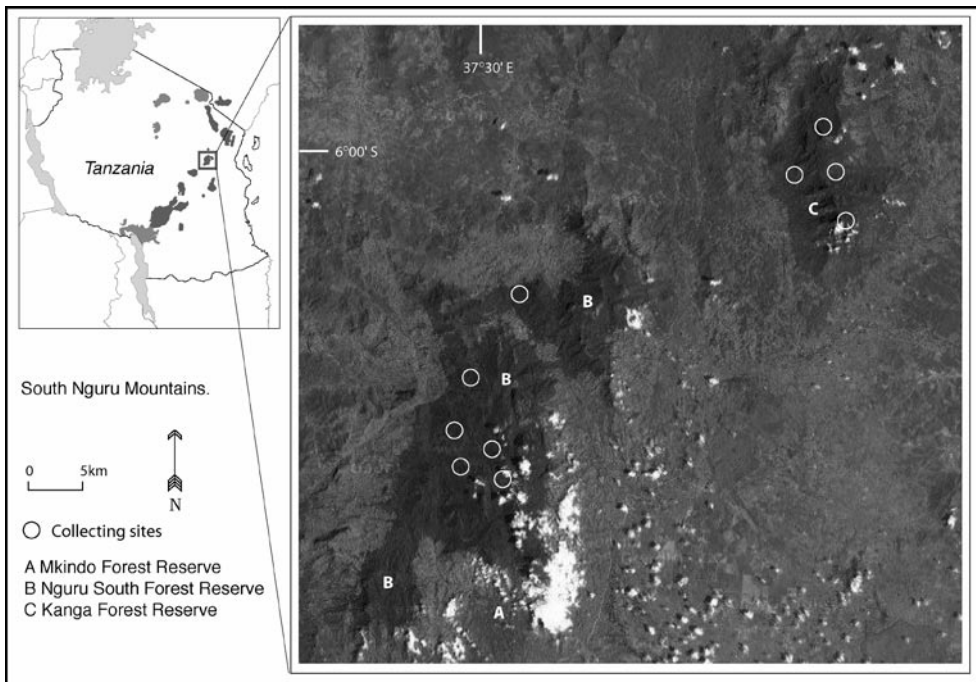 37°30' E
6°00' S
Tanzania
C
B
B
South Nguru Mountains.
0 5km
N
Collecting sites
A Mkindo Forest Reserve
B Nguru South Forest Reserve
C Kanga Forest Reserve
B
A